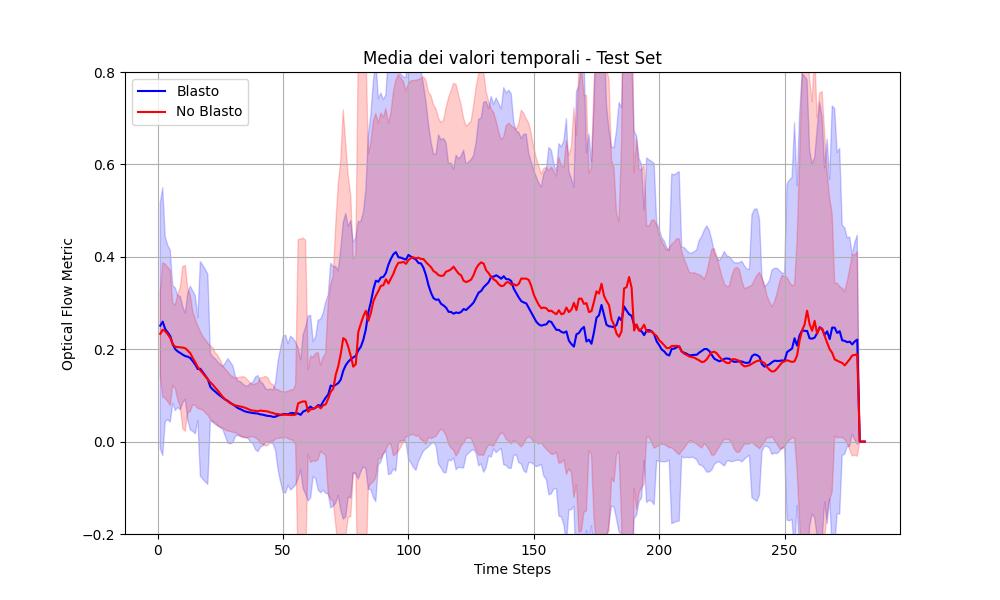 Media dei valori temporali - Test Set
Blasto
No Blasto
Optical Flow Metric
0.8
0.6
0.4
0.2
0.0
−0.2
0 50 100 150 200 250
Time Steps